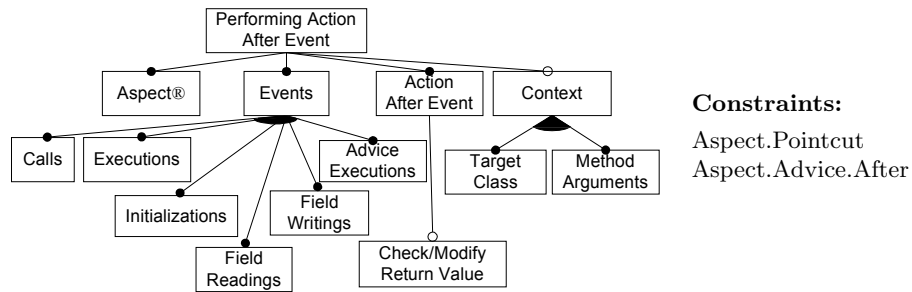 Performing Action
After Event
Aspect®
Events
Action
After Event
Context
Constraints:
Aspect.Pointcut
Aspect.Advice.After
Calls
Executions
Advice
Executions
Target
Class
Method
Arguments
Initializations
Field
Writings
Field
Readings
Check/Modify
Return Value